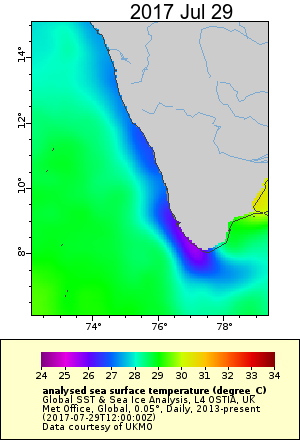 2017 Jul 29
14°
12°
10°
8°
74° 76° 78°
24 25 26 27 28 29 30 31 32 33 34
analysed sea surface temperature (degree_C)
Global SST & Sea Ice Analysis, L4 OSTIA, UK
Met Office, Global, 0.05°, Daily, 2013-present
(2017-07-29T12:00:00Z)
Data courtesy of UKMO